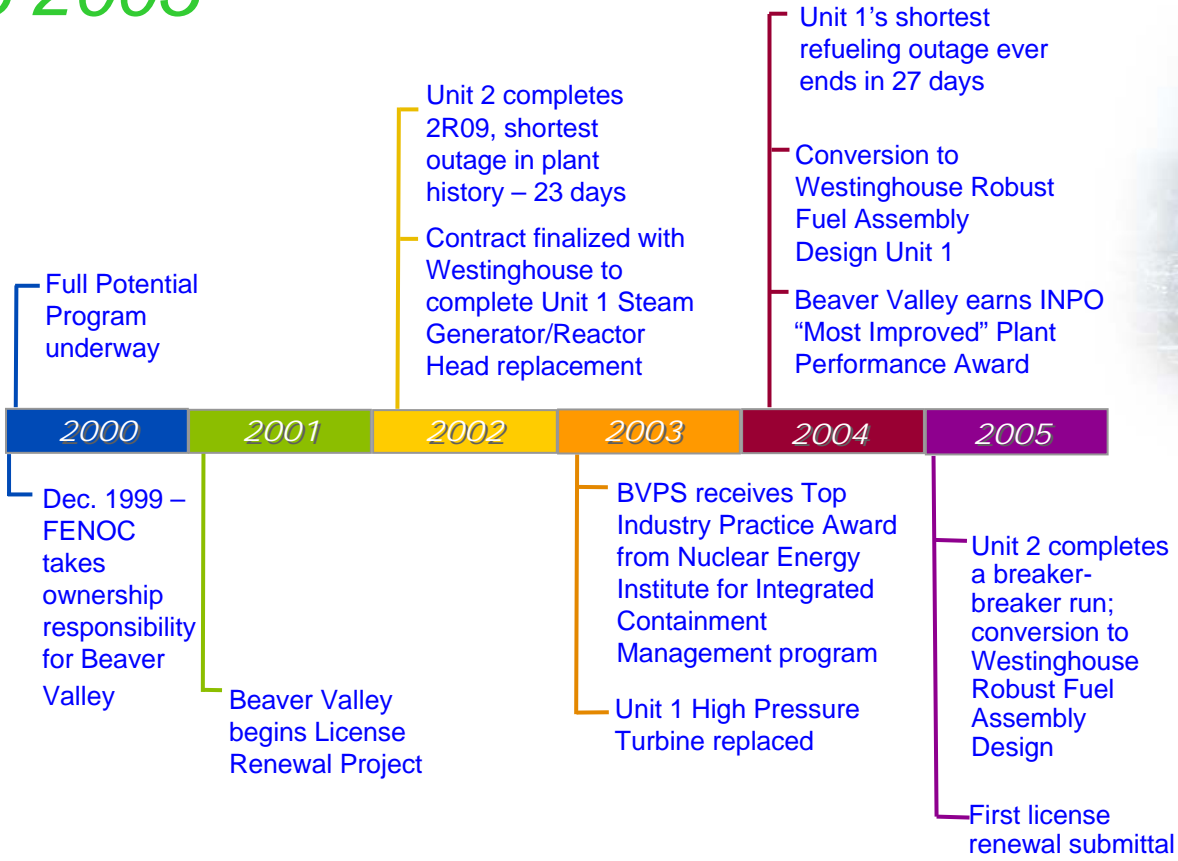 2005
Unit 1’s shortest
refueling outage ever
ends in 27 days
Unit 2 completes
2R09, shortest
outage in plant
history – 23 days
Conversion to
Westinghouse Robust
Fuel Assembly
Design Unit 1
Contract finalized with
Westinghouse to
complete Unit 1 Steam
Generator/Reactor
Head replacement
Full Potential
Program
underway
Beaver Valley earns INPO
“Most Improved” Plant
Performance Award
2000 2001 2002 2003 2004 2005
Dec. 1999 –
FENOC
takes
ownership
responsibility
for Beaver
Valley
Beaver Valley
begins License
Renewal Project
BVPS receives Top
Industry Practice Award
from Nuclear Energy
Institute for Integrated
Containment
Management program
Unit 1 High Pressure
Turbine replaced
Unit 2 completes
a breaker-
breaker run;
conversion to
Westinghouse
Robust Fuel
Assembly
Design
First license
renewal submittal